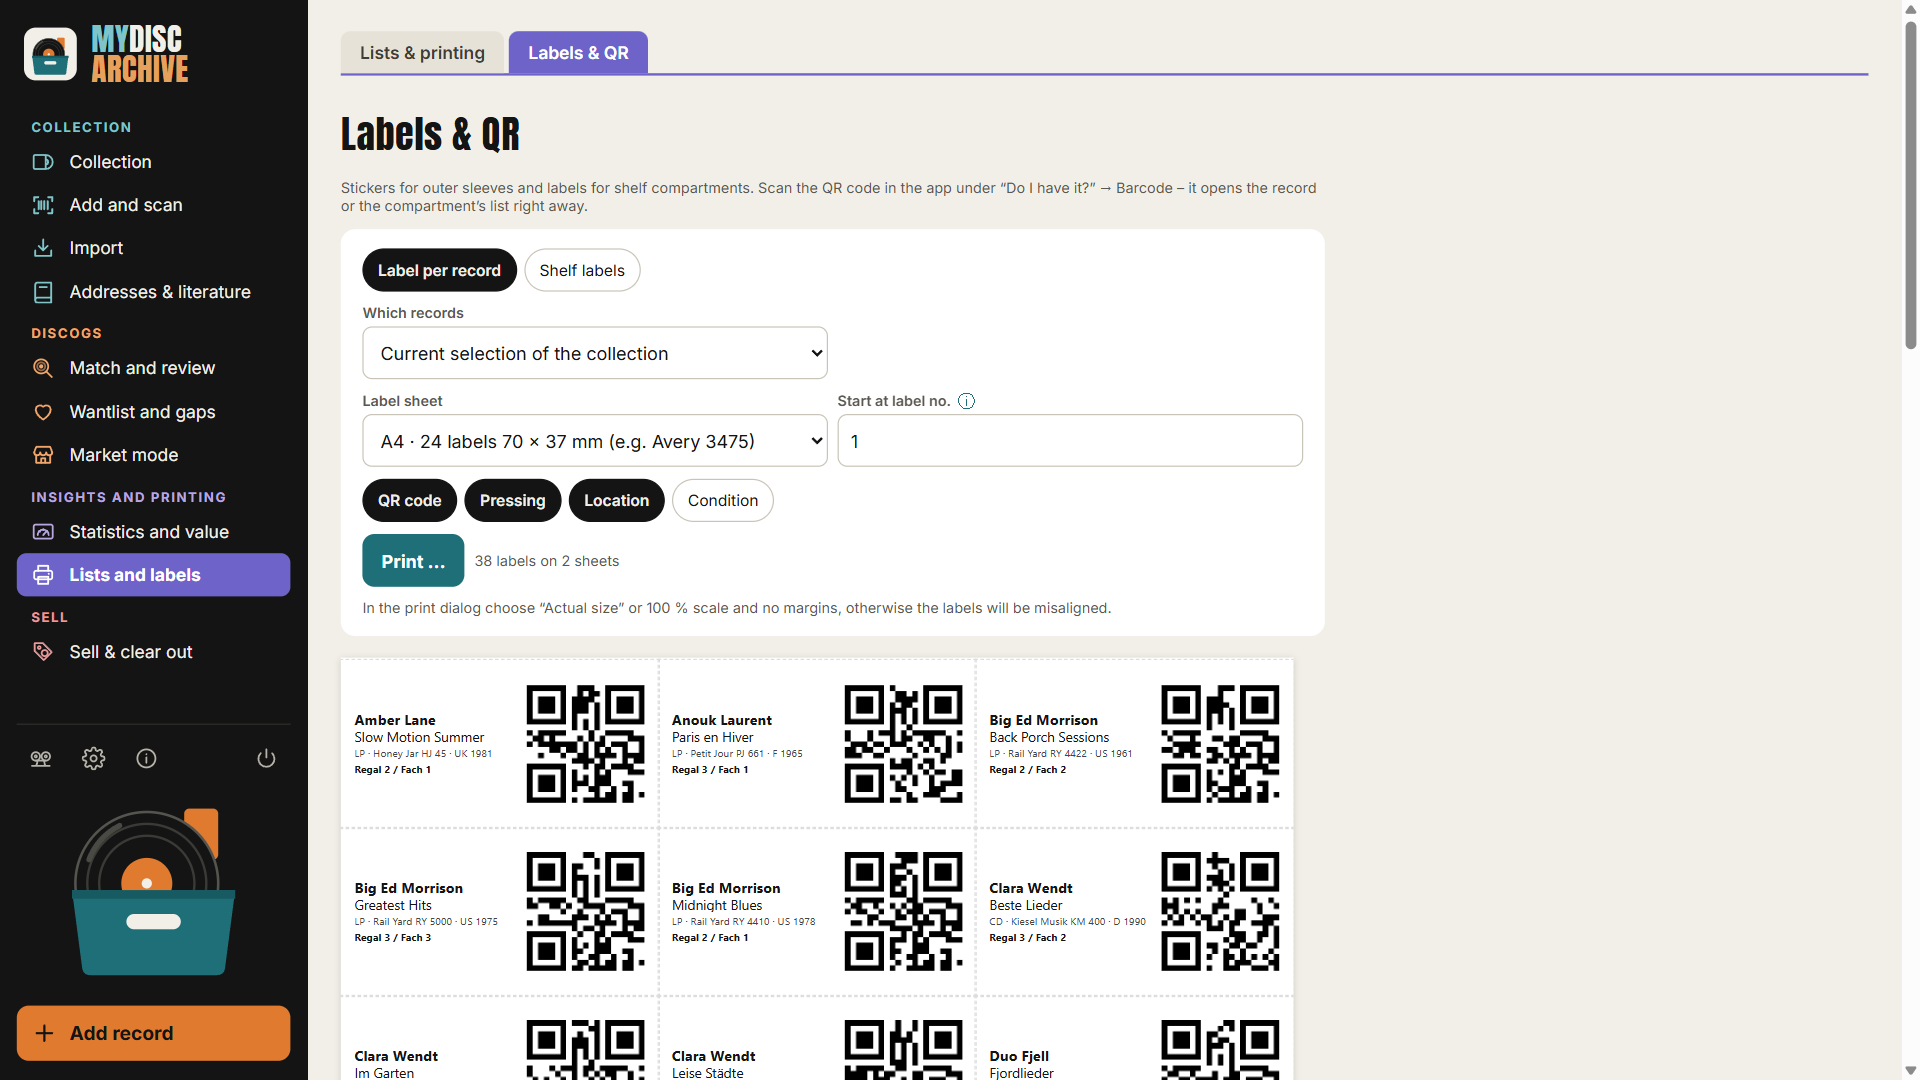 MYDISC
ARCHIVE
COLLECTION
Collection
Add and scan
Import
Addresses & literature
DISCOGS
Match and review
Wantlist and gaps
Market mode
INSIGHTS AND PRINTING
Statistics and value
Lists and labels
SELL
Sell & clear out
Add record
Lists & printing
Labels & QR
Labels & QR
Stickers for outer sleeves and labels for shelf compartments. Scan the QR code in the app under “Do I have it?” → Barcode – it opens the record
or the compartment’s list right away.
Label per record
Shelf labels
Which records
Current selection of the collection
Label sheet
Start at label no.
A4 · 24 labels 70 × 37 mm (e.g. Avery 3475)
1
QR code
Pressing
Location
Condition
Print ...
38 labels on 2 sheets
In the print dialog choose “Actual size” or 100 % scale and no margins, otherwise the labels will be misaligned.
Amber Lane
Slow Motion Summer
LP · Honey Jar HJ 45 · UK 1981
Regal 2 / Fach 1
Anouk Laurent
Paris en Hiver
LP · Petit Jour PJ 661 · F 1965
Regal 3 / Fach 1
Big Ed Morrison
Back Porch Sessions
LP · Rail Yard RY 4422 · US 1961
Regal 2 / Fach 2
Big Ed Morrison
Greatest Hits
LP · Rail Yard RY 5000 · US 1975
Regal 3 / Fach 3
Big Ed Morrison
Midnight Blues
LP · Rail Yard RY 4410 · US 1978
Regal 2 / Fach 1
Clara Wendt
Beste Lieder
CD · Kiesel Musik KM 400 · D 1990
Regal 3 / Fach 2
Clara Wendt
Im Garten
Clara Wendt
Leise Städte
Duo Fjell
Fjordlieder